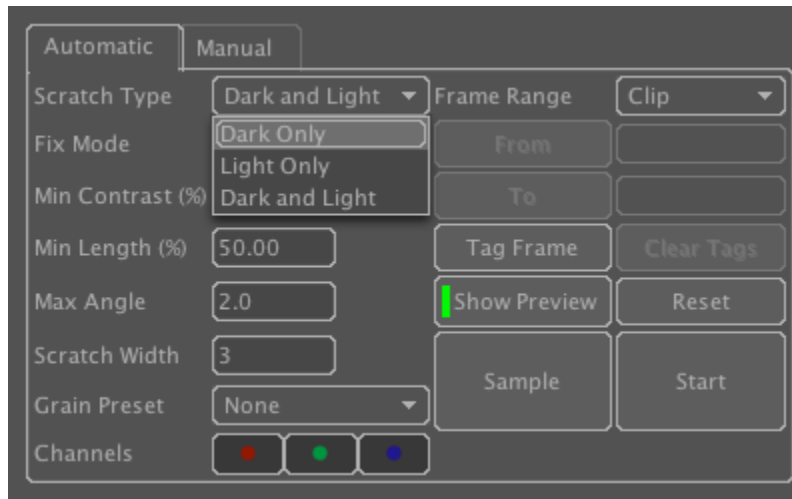 Automatic Manual
Scratch Type Dark and Light Frame Range Clip
Dark Only
Fix Mode From
Light Only
Min Contrast (%) Dark and Light To
Min Length (%) 50.00 Tag Frame Clear Tags
Max Angle 2.0 Show Preview Reset
Scratch Width 3
Sample Start
Grain Preset None
Channels